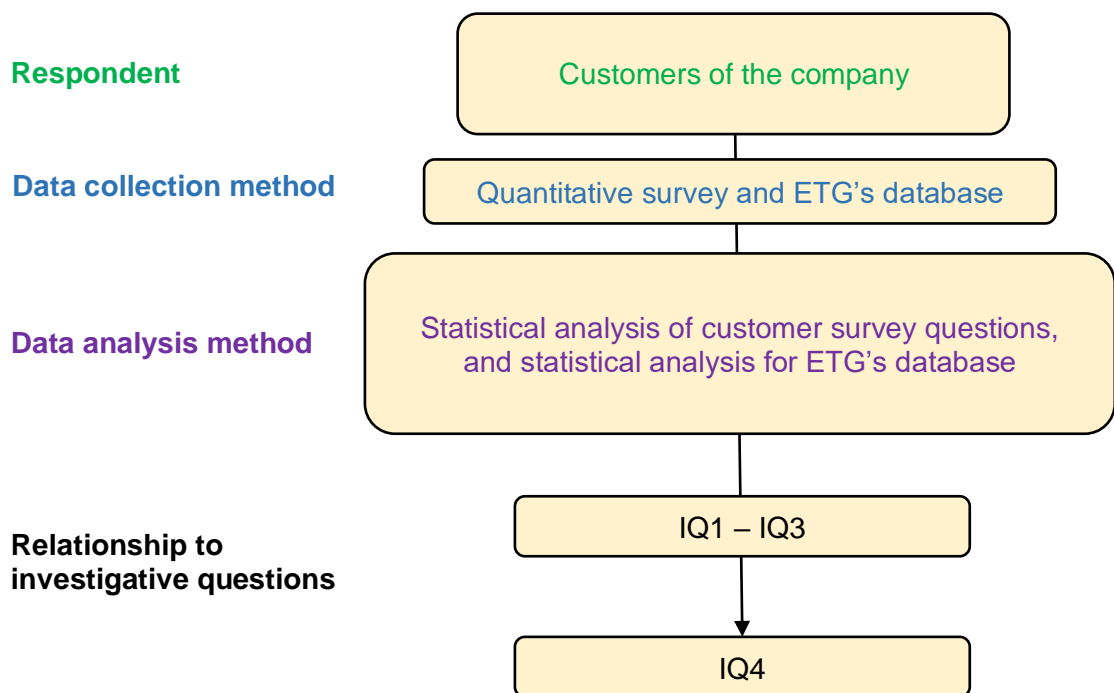 Respondent
Customers of the company
Data collection method
Quantitative survey and ETG’s database
Data analysis method
Statistical analysis of customer survey questions,
and statistical analysis for ETG’s database
IQ1 – IQ3
Relationship to
investigative questions
IQ4